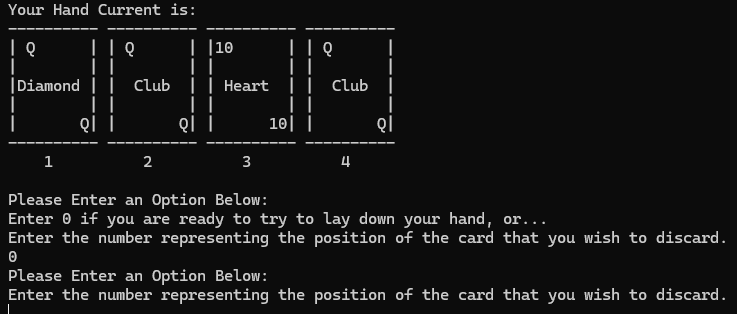 Your Hand Current is:
---------- ---------- ---------- ----------
| Q      | | Q      | |10      | | Q      |
|        | |        | |        | |        |
|Diamond | |  Club  | | Heart  | |  Club  |
|        | |        | |        | |        |
|       Q| |       Q| |      10| |       Q|
---------- ---------- ---------- ----------
    1          2          3          4
Please Enter an Option Below:
Enter 0 if you are ready to try to lay down your hand, or...
Enter the number representing the position of the card that you wish to discard.
0
Please Enter an Option Below:
Enter the number representing the position of the card that you wish to discard.